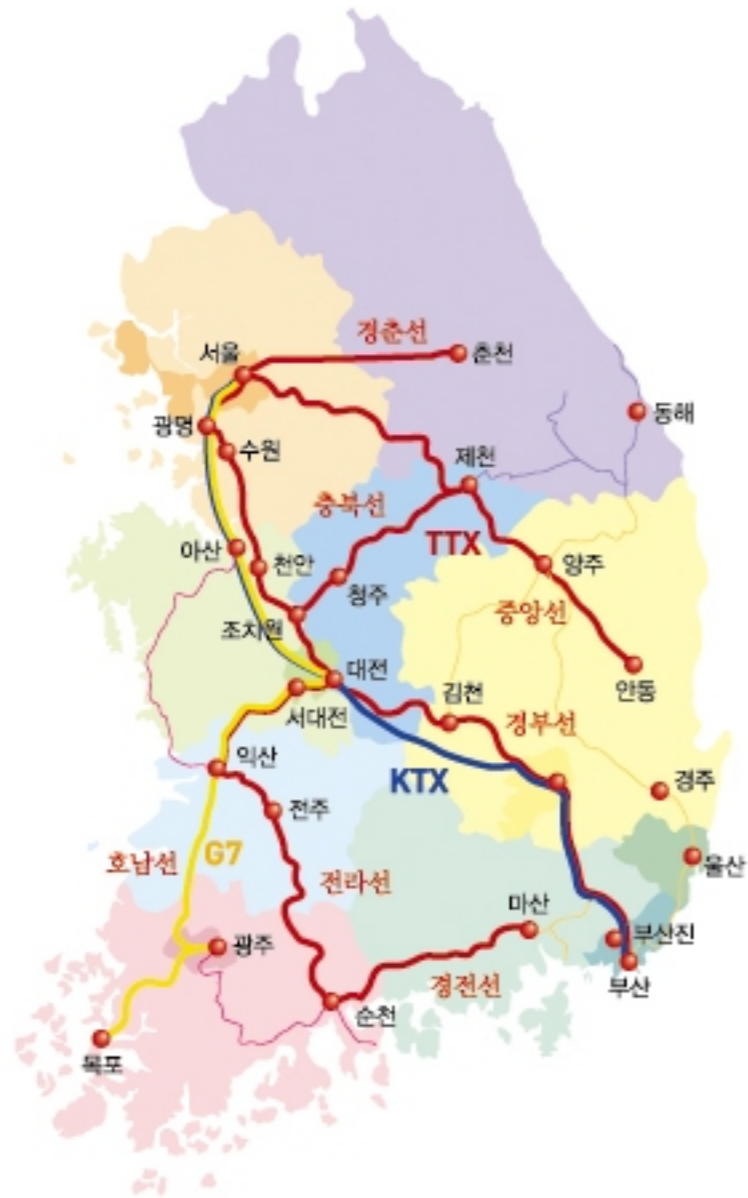 경춘선
서울
춘천
동해
광명
수원
제천
충북선
TTX
아산
천안
청주
양주
중앙선
조치원
대전
안동
서대전
김천
경부선
익산
KTX
경주
전주
호남선
G7
전라선
울산
마산
광주
부산진
경전선
부산
순천
목포